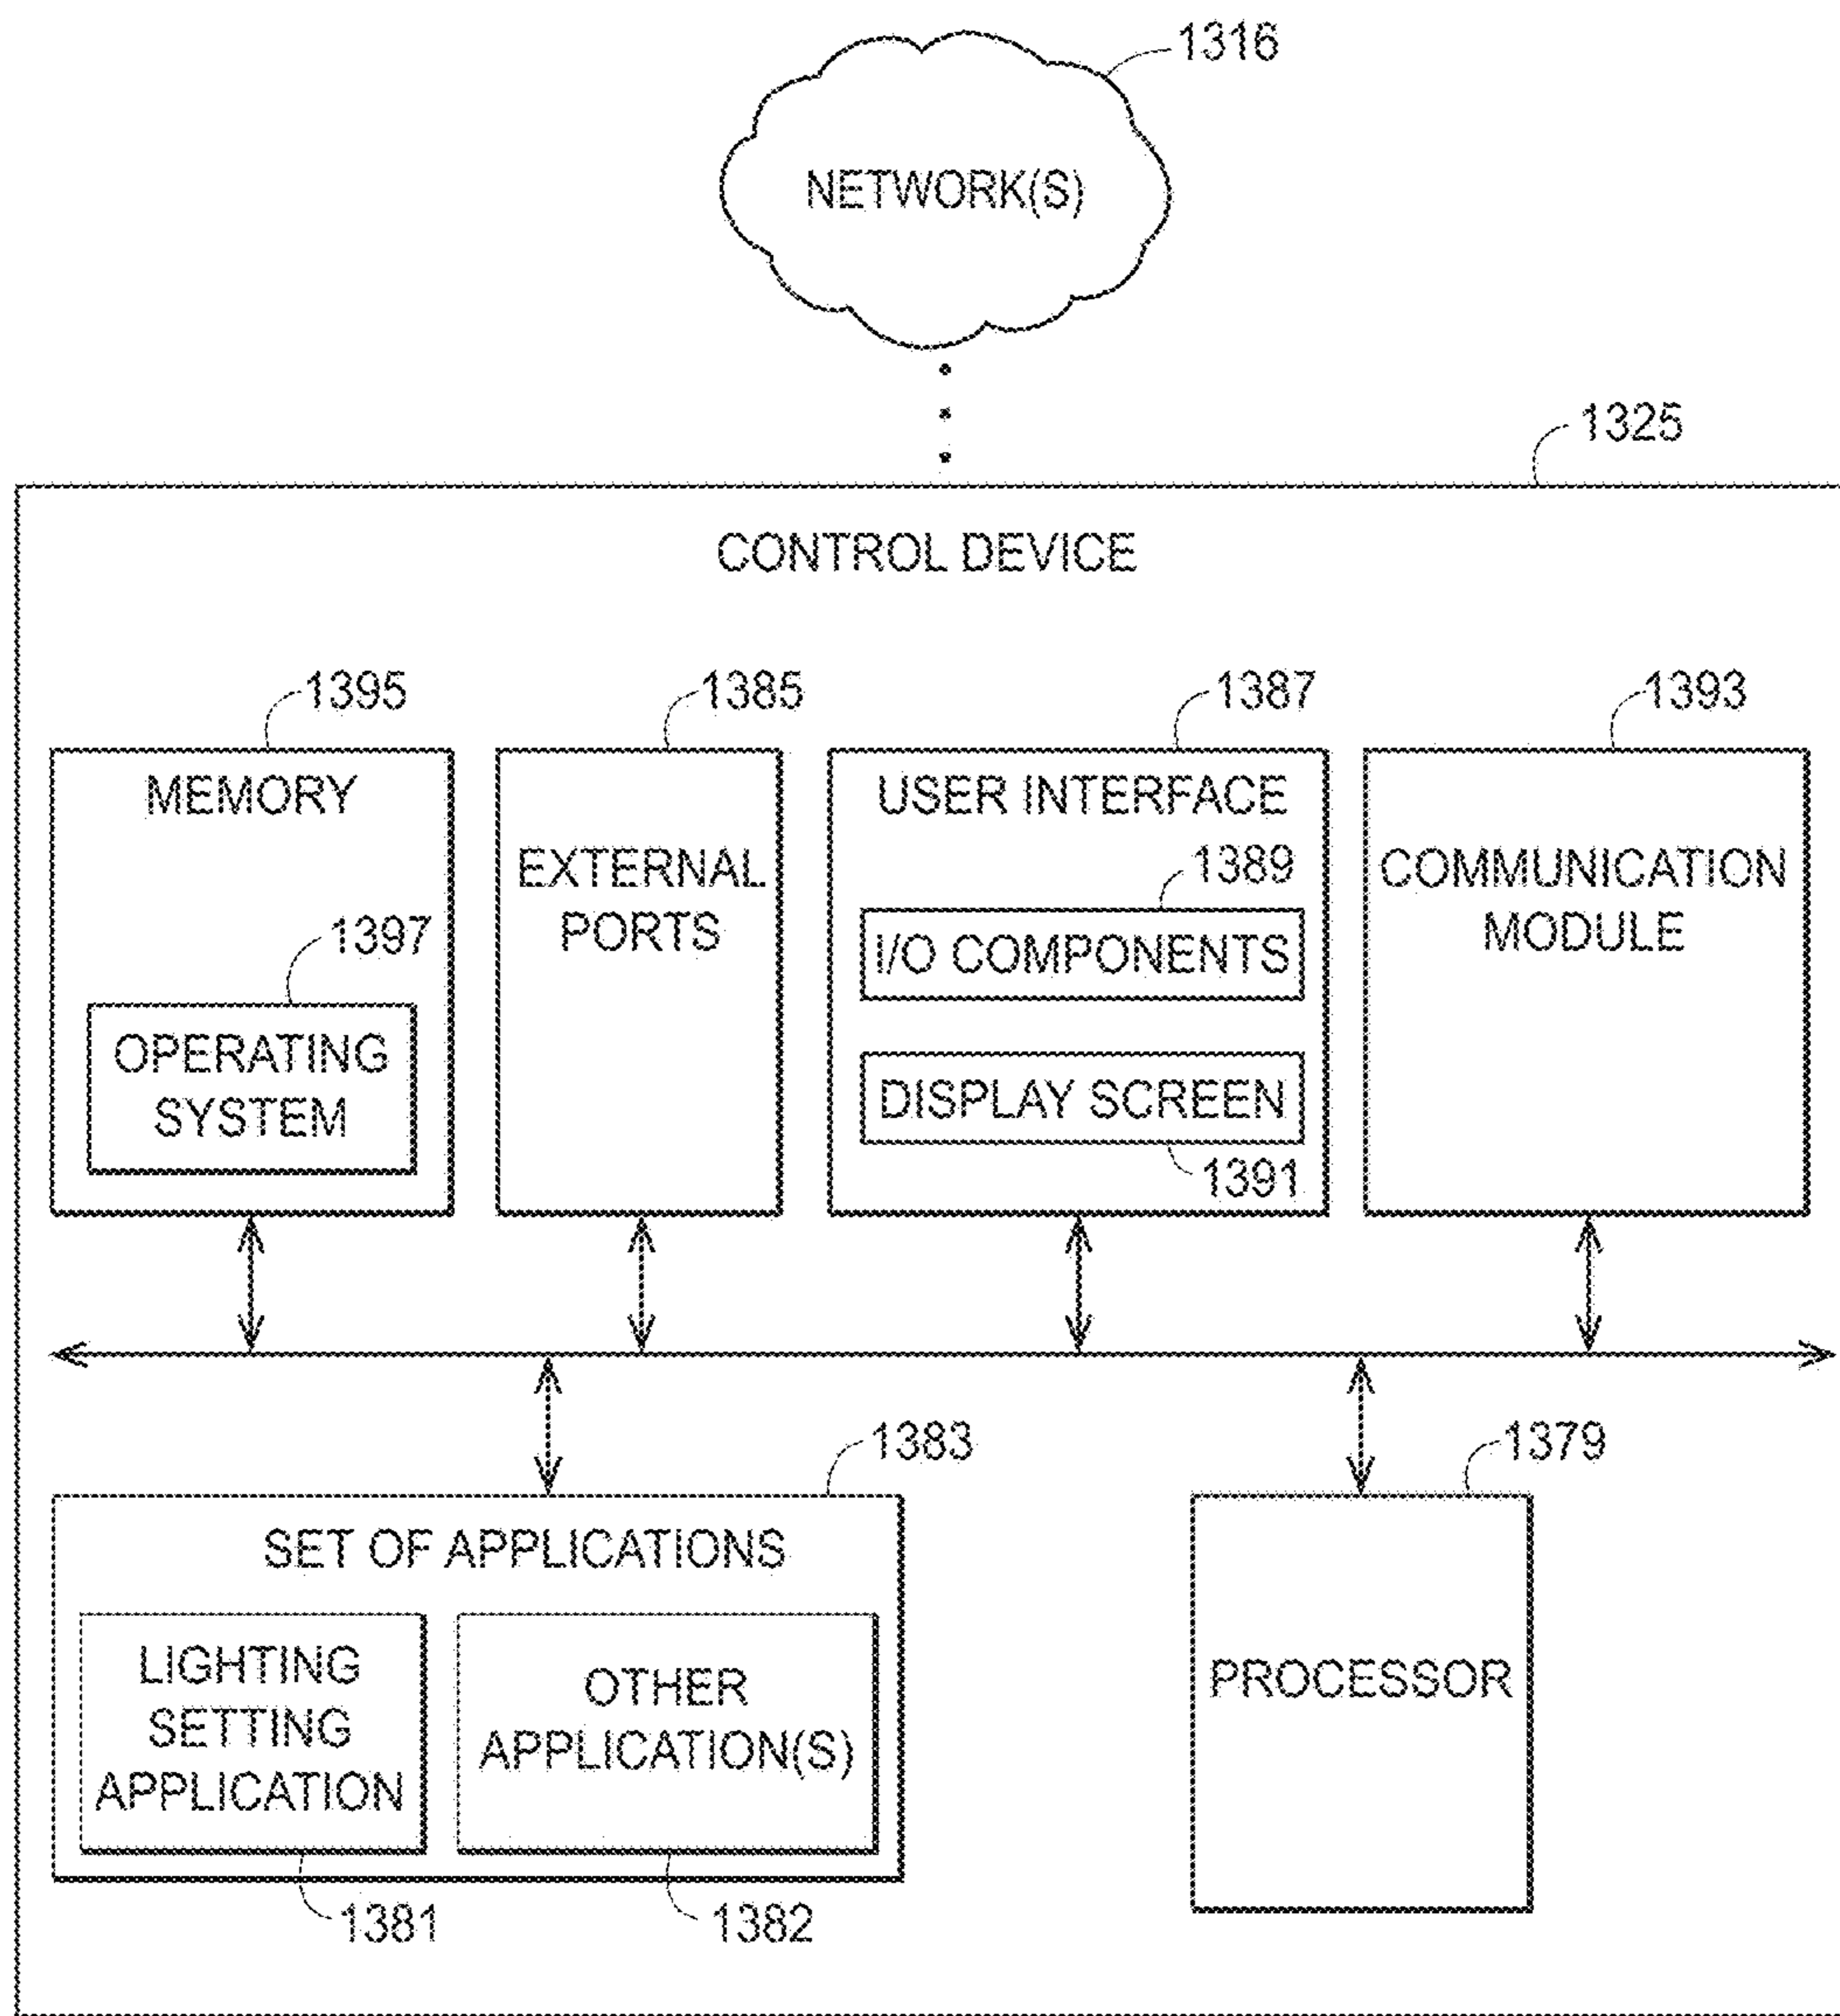 1316
NETWORK(S)
1325
CONTROL DEVICE
1395
1385
1387
1393
MEMORY
EXTERNAL
PORTS
USER INTERFACE
1389
I/O COMPONENTS
DISPLAY SCREEN
1391
COMMUNICATION
MODULE
1397
OPERATING
SYSTEM
1383
1379
SET OF APPLICATIONS
LIGHTING
SETTING
APPLICATION
OTHER
APPLICATION(S)
PROCESSOR
1381
1382